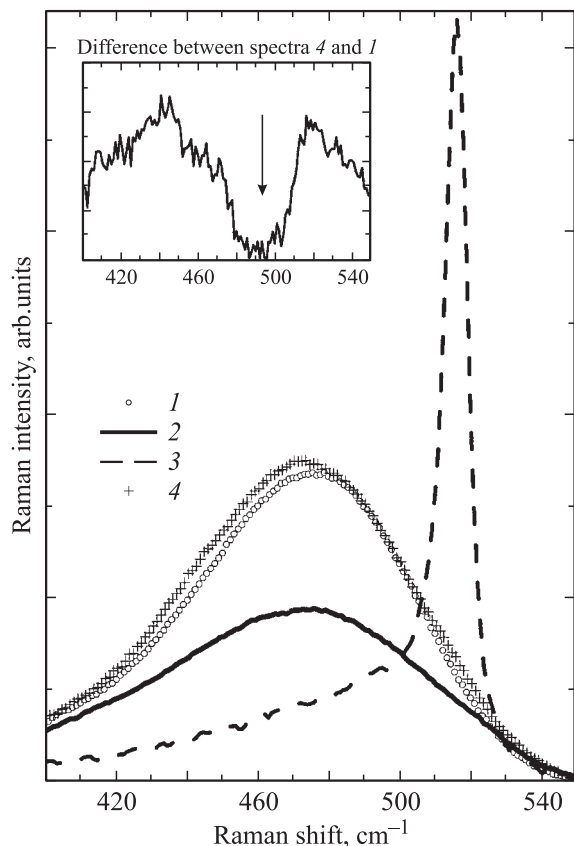 Difference between spectra 4 and 1
420 460 500 540
Raman intensity, arb.units
1
2
3
4
420 460 500 540
Raman shift, cm⁻¹